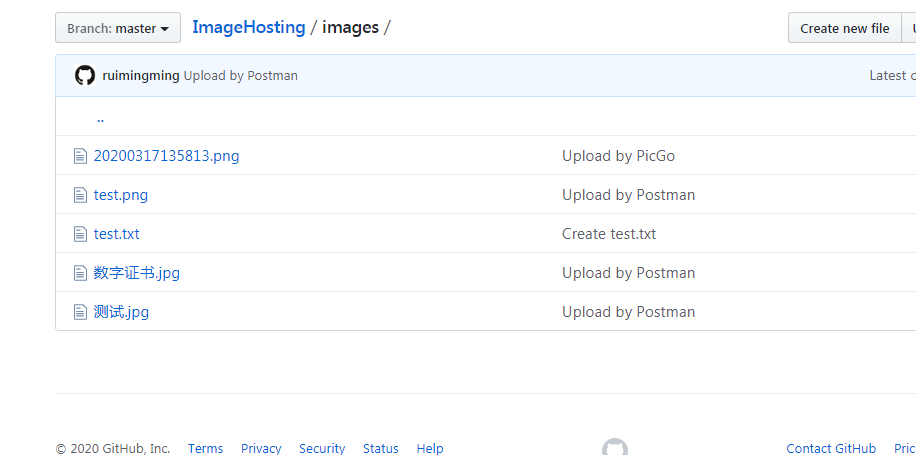 Branch: master ImageHosting / images / Create new file
ruimingming Upload by Postman Latest
..
20200317135813.png Upload by PicGo
test.png Upload by Postman
test.txt Create test.txt
数字证书.jpg Upload by Postman
测试.jpg Upload by Postman
© 2020 GitHub, Inc. Terms Privacy Security Status Help Contact GitHub